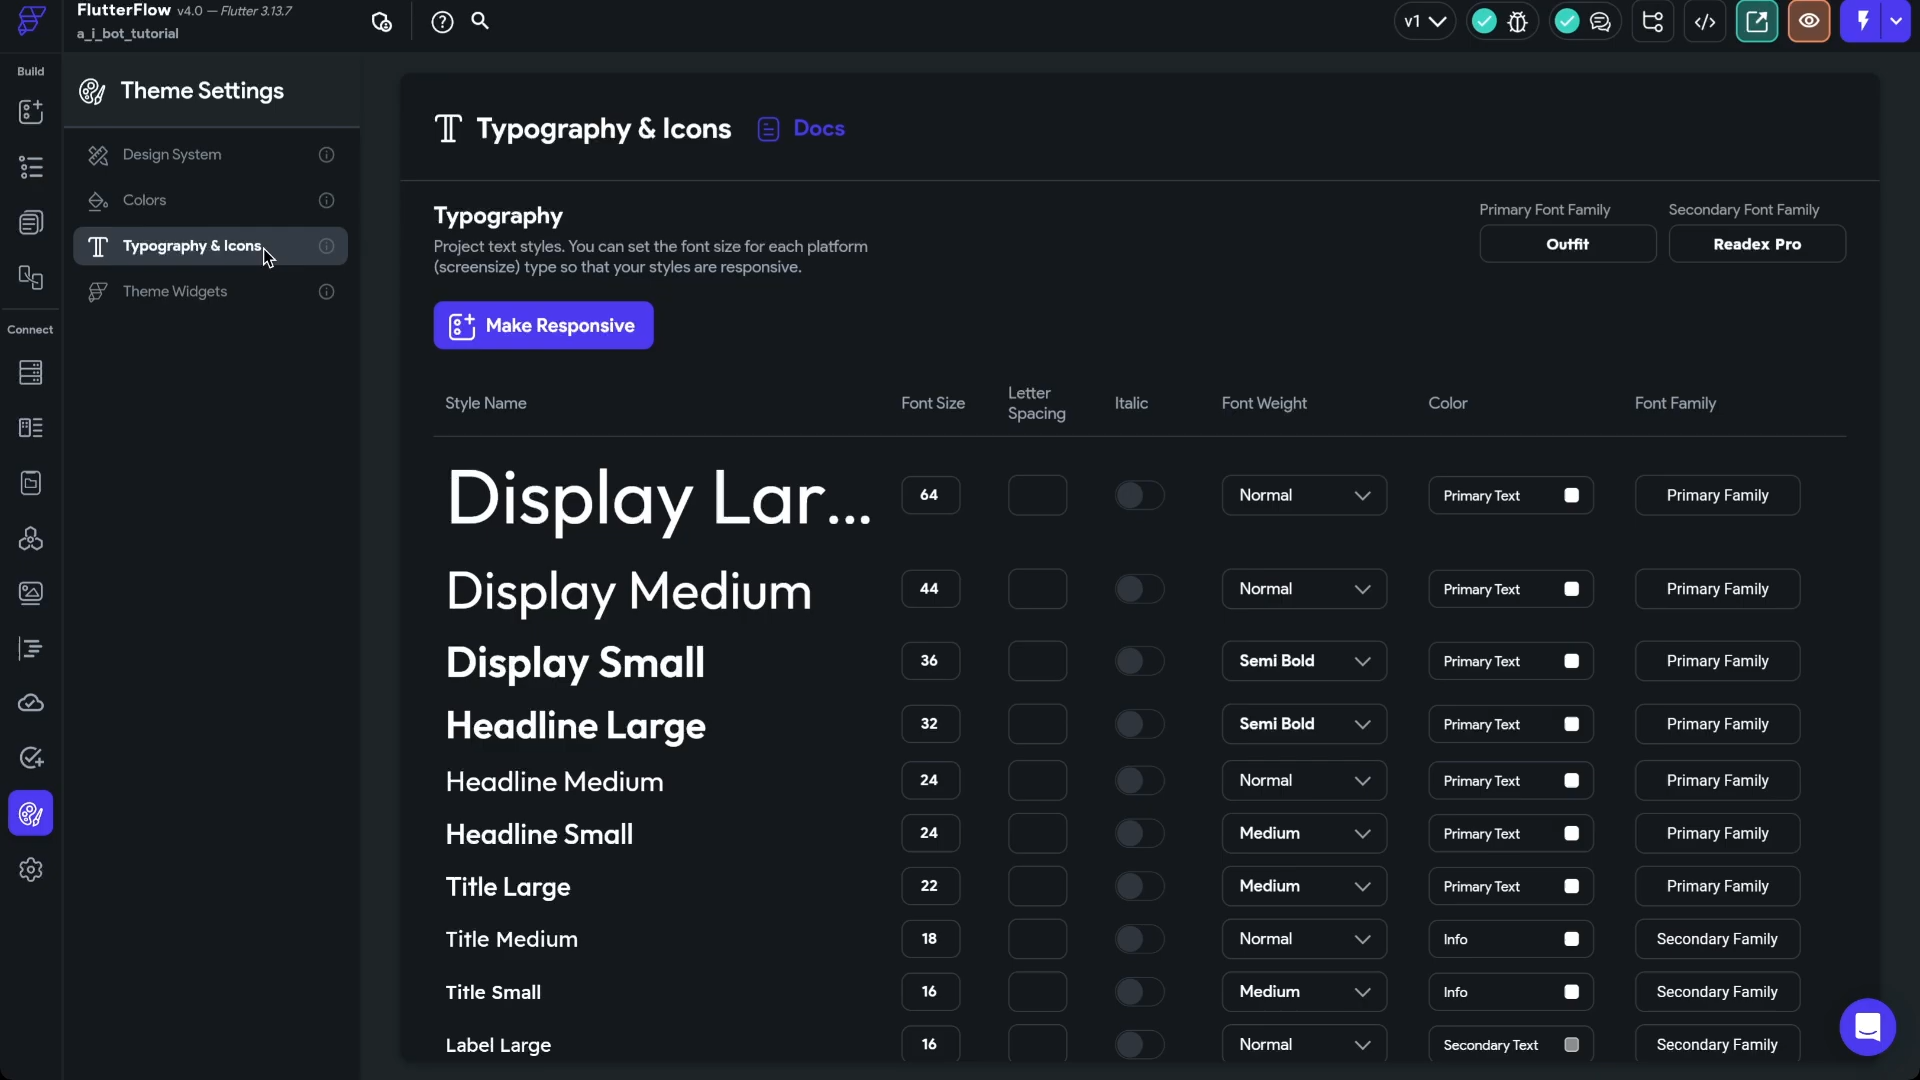 FlutterFlow v4.0 — Flutter 3.13.7
a_i_bot_tutorial
v1
Build
Connect
Theme Settings
Design System
Colors
Typography & Icons
Theme Widgets
Typography & Icons Docs
Typography
Project text styles. You can set the font size for each platform
(screensize) type so that your styles are responsive.
Primary Font Family
Outfit
Secondary Font Family
Readex Pro
Make Responsive
Style Name Font Size Letter Spacing Italic Font Weight Color Font Family
Display Lar... 64 Normal Primary Text Primary Family
Display Medium 44 Normal Primary Text Primary Family
Display Small 36 Semi Bold Primary Text Primary Family
Headline Large 32 Semi Bold Primary Text Primary Family
Headline Medium 24 Normal Primary Text Primary Family
Headline Small 24 Medium Primary Text Primary Family
Title Large 22 Medium Primary Text Primary Family
Title Medium 18 Normal Info Secondary Family
Title Small 16 Medium Info Secondary Family
Label Large 16 Normal Secondary Text Secondary Family